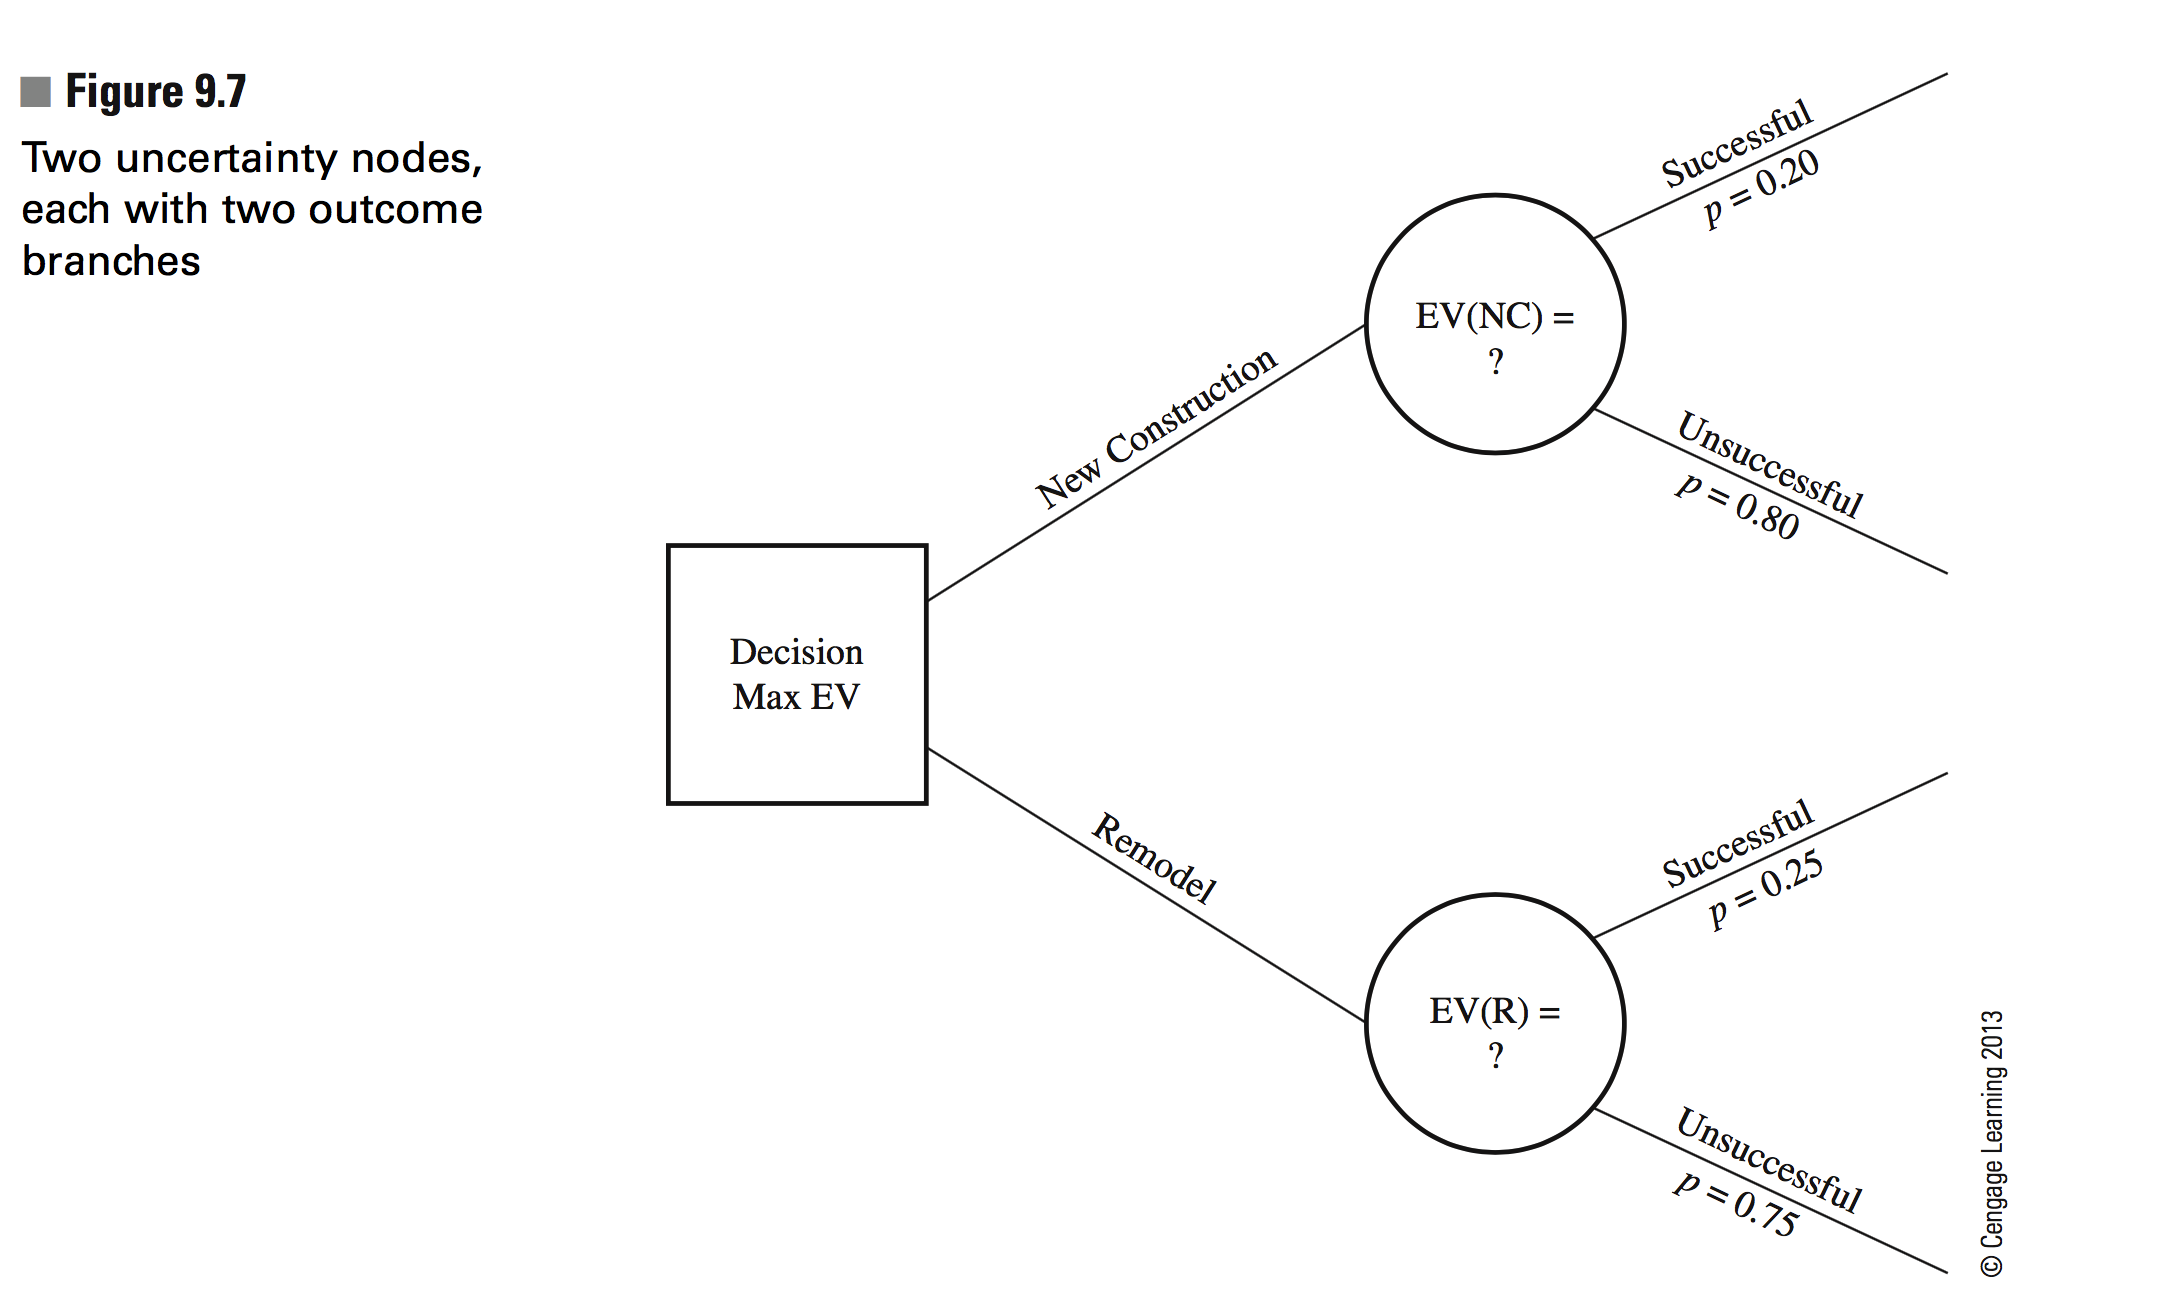 Figure 9.7
Two uncertainty nodes,
each with two outcome
branches
Successful
p = 0.20
EV(NC) =
?
Unsuccessful
p = 0.80
New Construction
Decision
Max EV
Remodel
Successful
p = 0.25
EV(R) =
?
Unsuccessful
p = 0.75
© Cengage Learning 2013